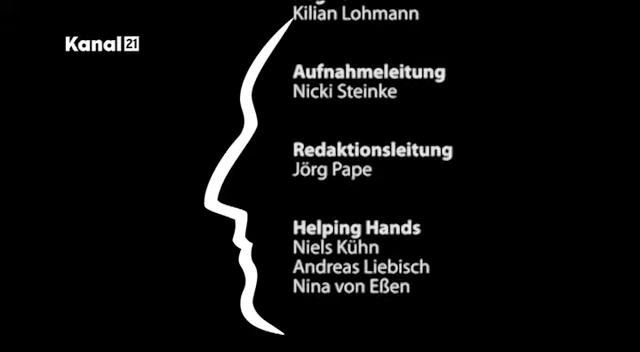 Kanal 21
Kilian Lohmann
Aufnahmeleitung
Nicki Steinke
Redaktionsleitung
Jörg Pape
Helping Hands
Niels Kühn
Andreas Liebisch
Nina von Eßen